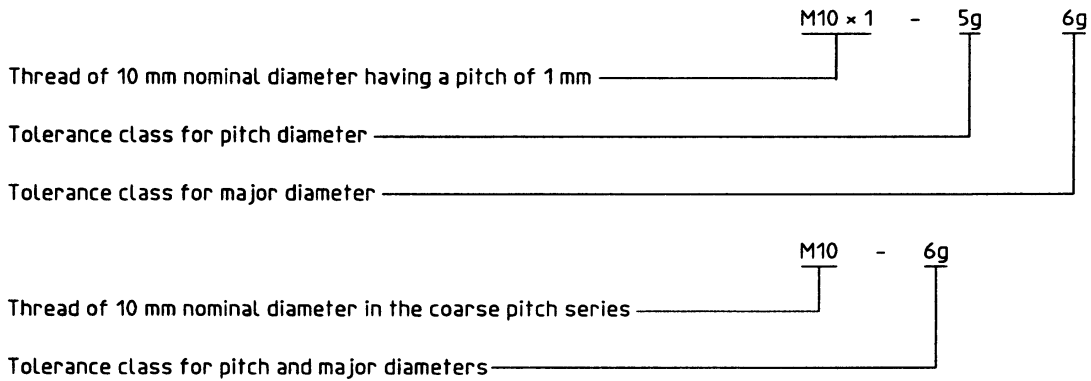 M10 × 1 - 5g 6g
Thread of 10 mm nominal diameter having a pitch of 1 mm
Tolerance class for pitch diameter
Tolerance class for major diameter
M10 - 6g
Thread of 10 mm nominal diameter in the coarse pitch series
Tolerance class for pitch and major diameters